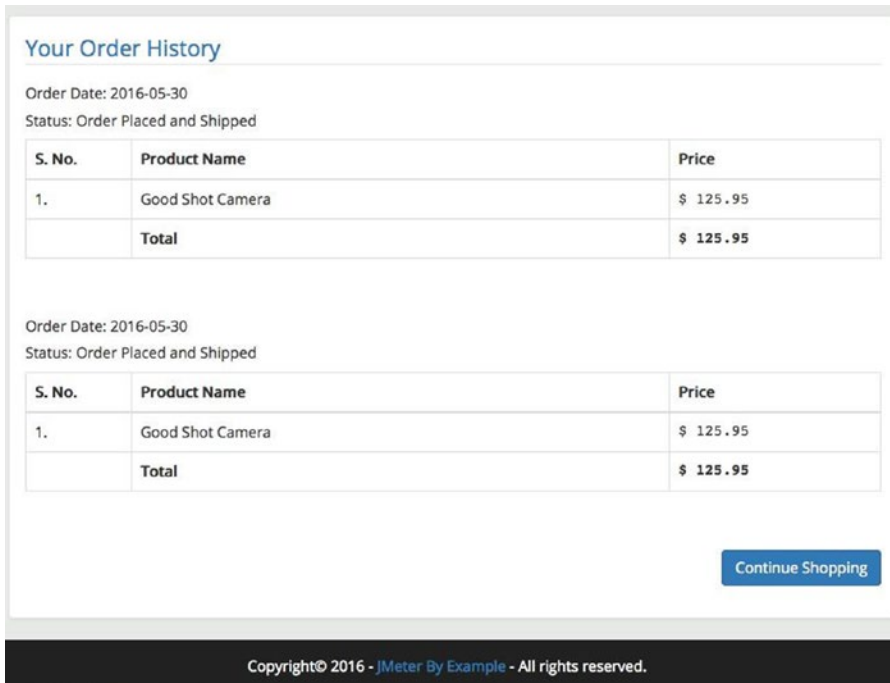 Your Order History
Order Date: 2016-05-30
Status: Order Placed and Shipped
S. No. Product Name Price
1. Good Shot Camera $ 125.95
Total $ 125.95
Order Date: 2016-05-30
Status: Order Placed and Shipped
S. No. Product Name Price
1. Good Shot Camera $ 125.95
Total $ 125.95
Continue Shopping
Copyright© 2016 - JMeter By Example - All rights reserved.